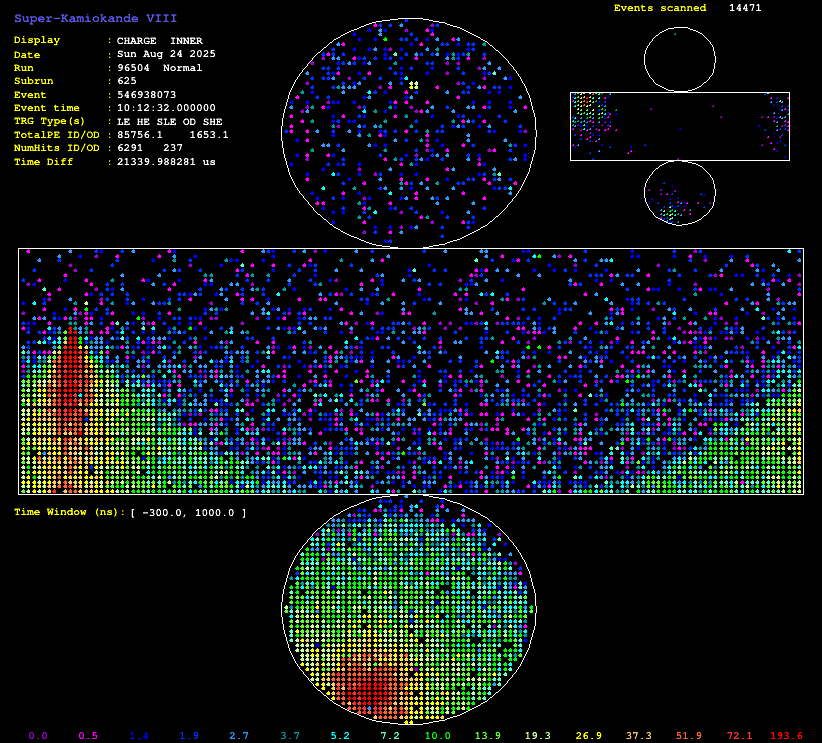 Super-Kamiokande VIII
Events scanned 14471
Display : CHARGE INNER
Date : Sun Aug 24 2025
Run : 96504 Normal
Subrun : 625
Event : 546938073
Event time : 10:12:32.000000
TRG Type(s) : LE HE SLE OD SHE
TotalPE ID/OD : 85756.1 1653.1
NumHits ID/OD : 6291 237
Time Diff : 21339.988281 us
Time Window (ns): [ -300.0, 1000.0 ]
0.0 0.5 1.4 1.9 2.7 3.7 5.2 7.2 10.0 13.9 19.3 26.9 37.3 51.9 72.1 193.6